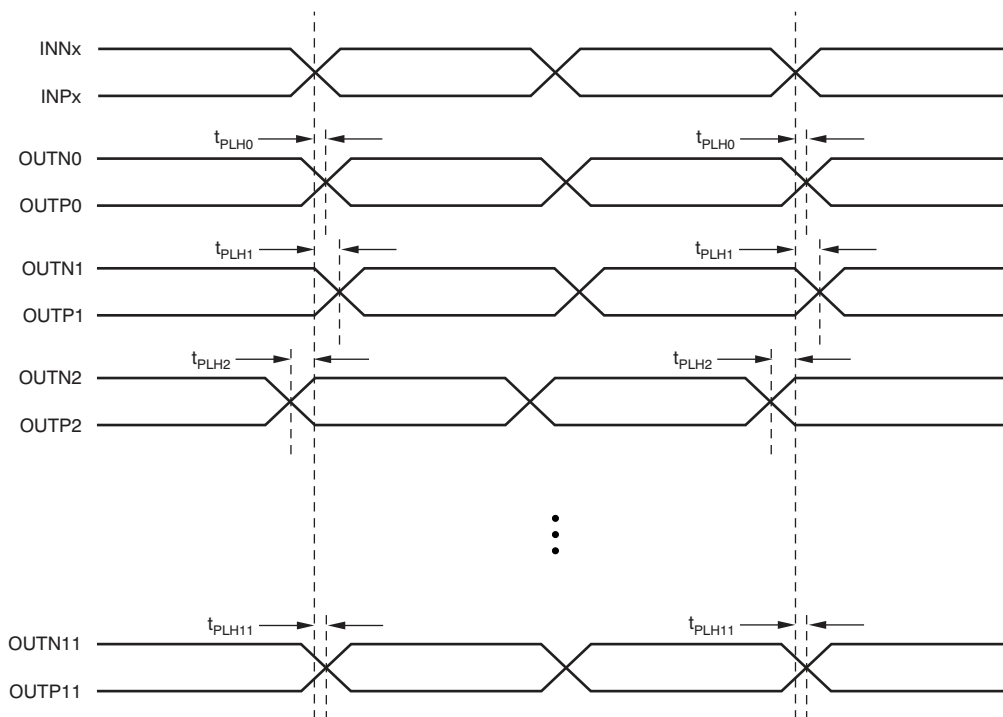 INNx
INPx
tPLH0 tPLH0
OUTN0
OUTP0
tPLH1 tPLH1
OUTN1
OUTP1
tPLH2 tPLH2
OUTN2
OUTP2
tPLH11 tPLH11
OUTN11
OUTP11